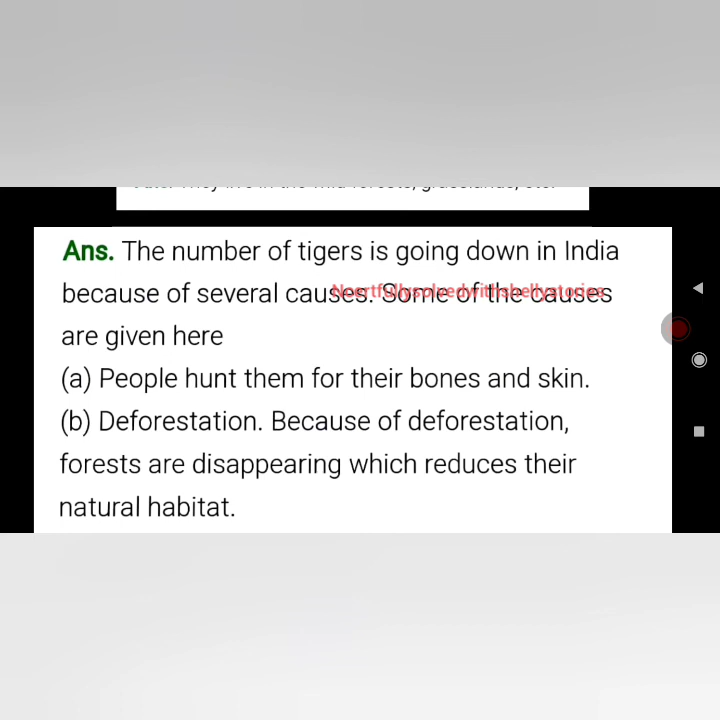 Ans. The number of tigers is going down in India
because of several causes. Some of the causes
are given here
(a) People hunt them for their bones and skin.
(b) Deforestation. Because of deforestation,
forests are disappearing which reduces their
natural habitat.